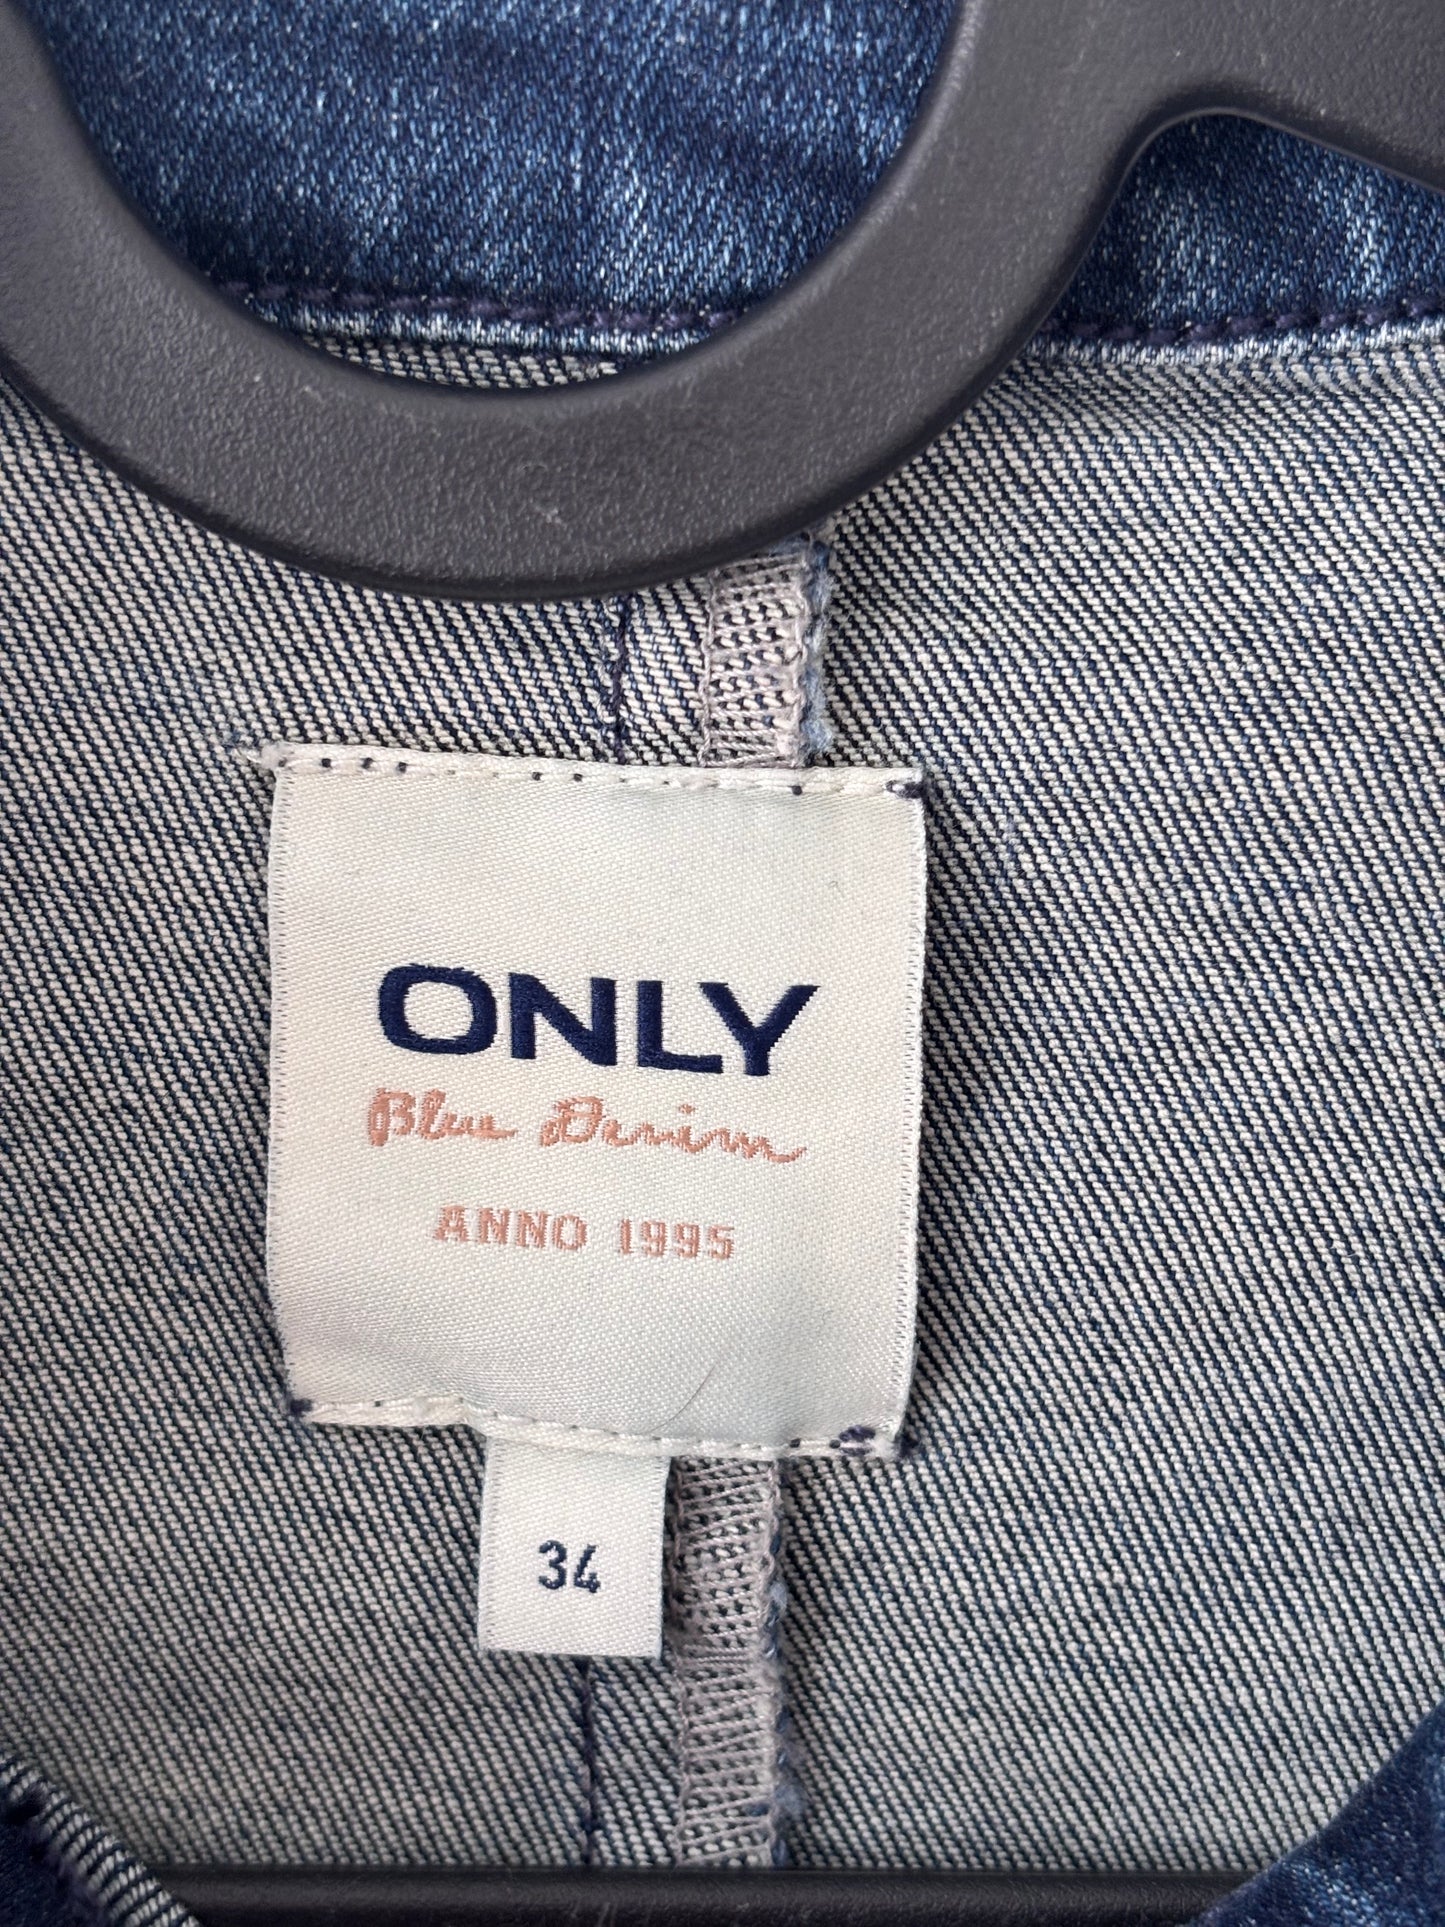 ONLY
Blue Denim
ANNO 1995
34